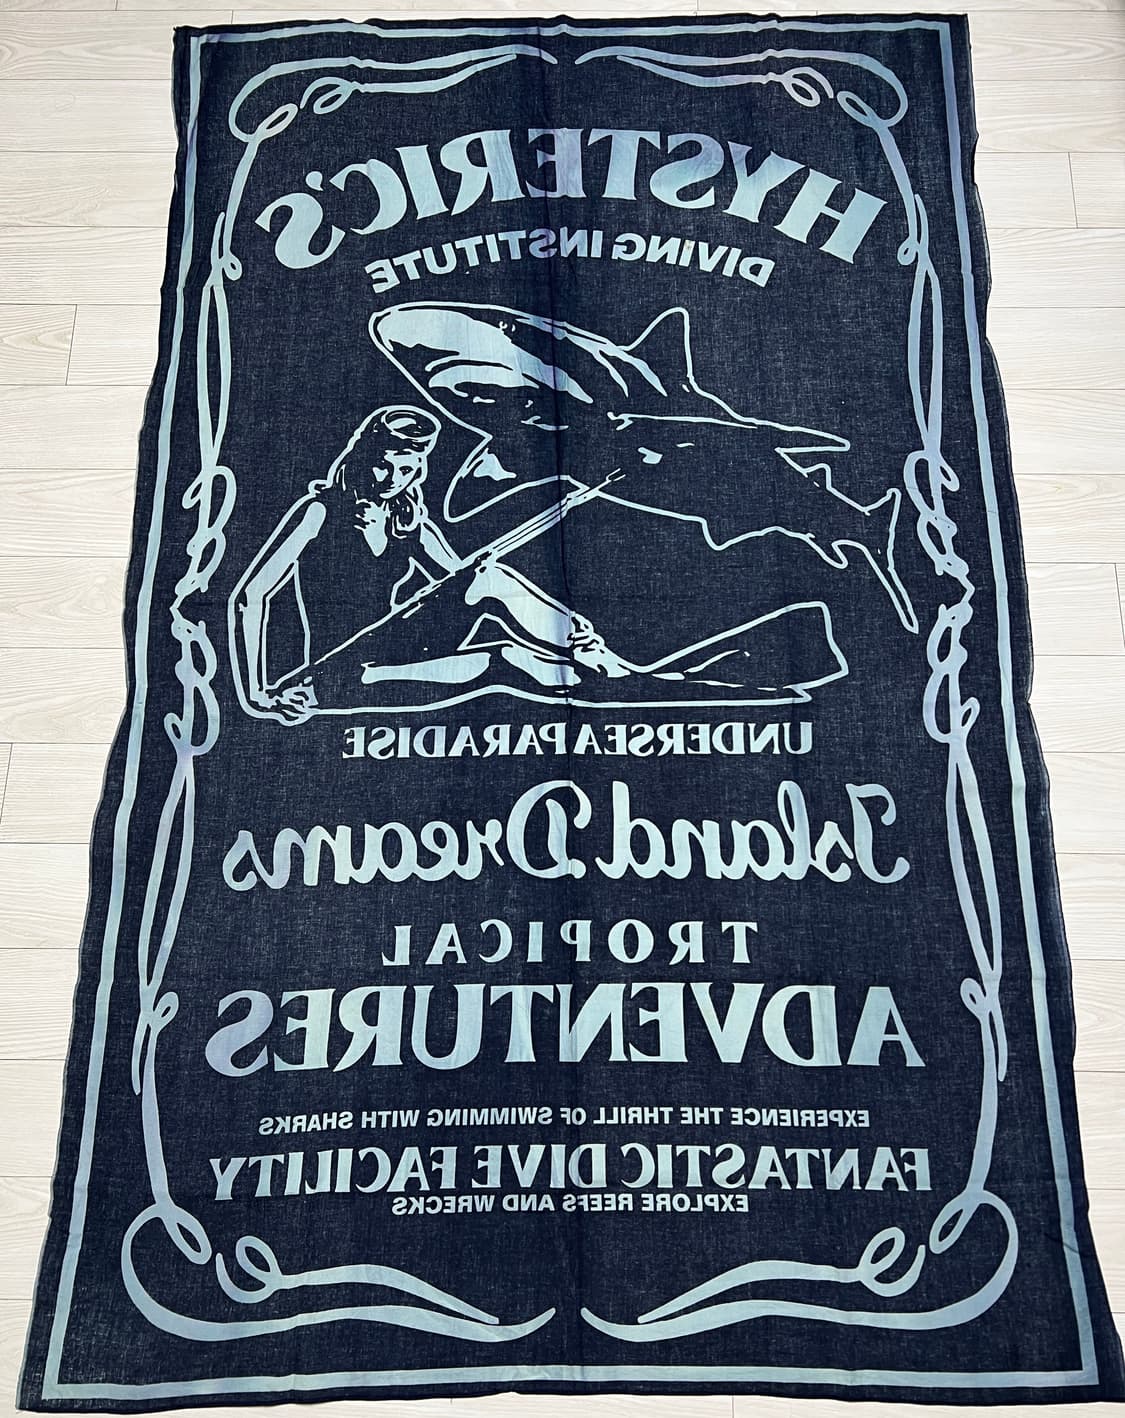 HYSTERIC'S
DIVING INSTITUTE
UNDERSEA PARADISE
Island Dreams
TROPICAL
ADVENTURES
EXPERIENCE THE THRILL OF SWIMMING WITH SHARKS
FANTASTIC DIVE FACILITY
EXPLORE REEFS AND WRECKS